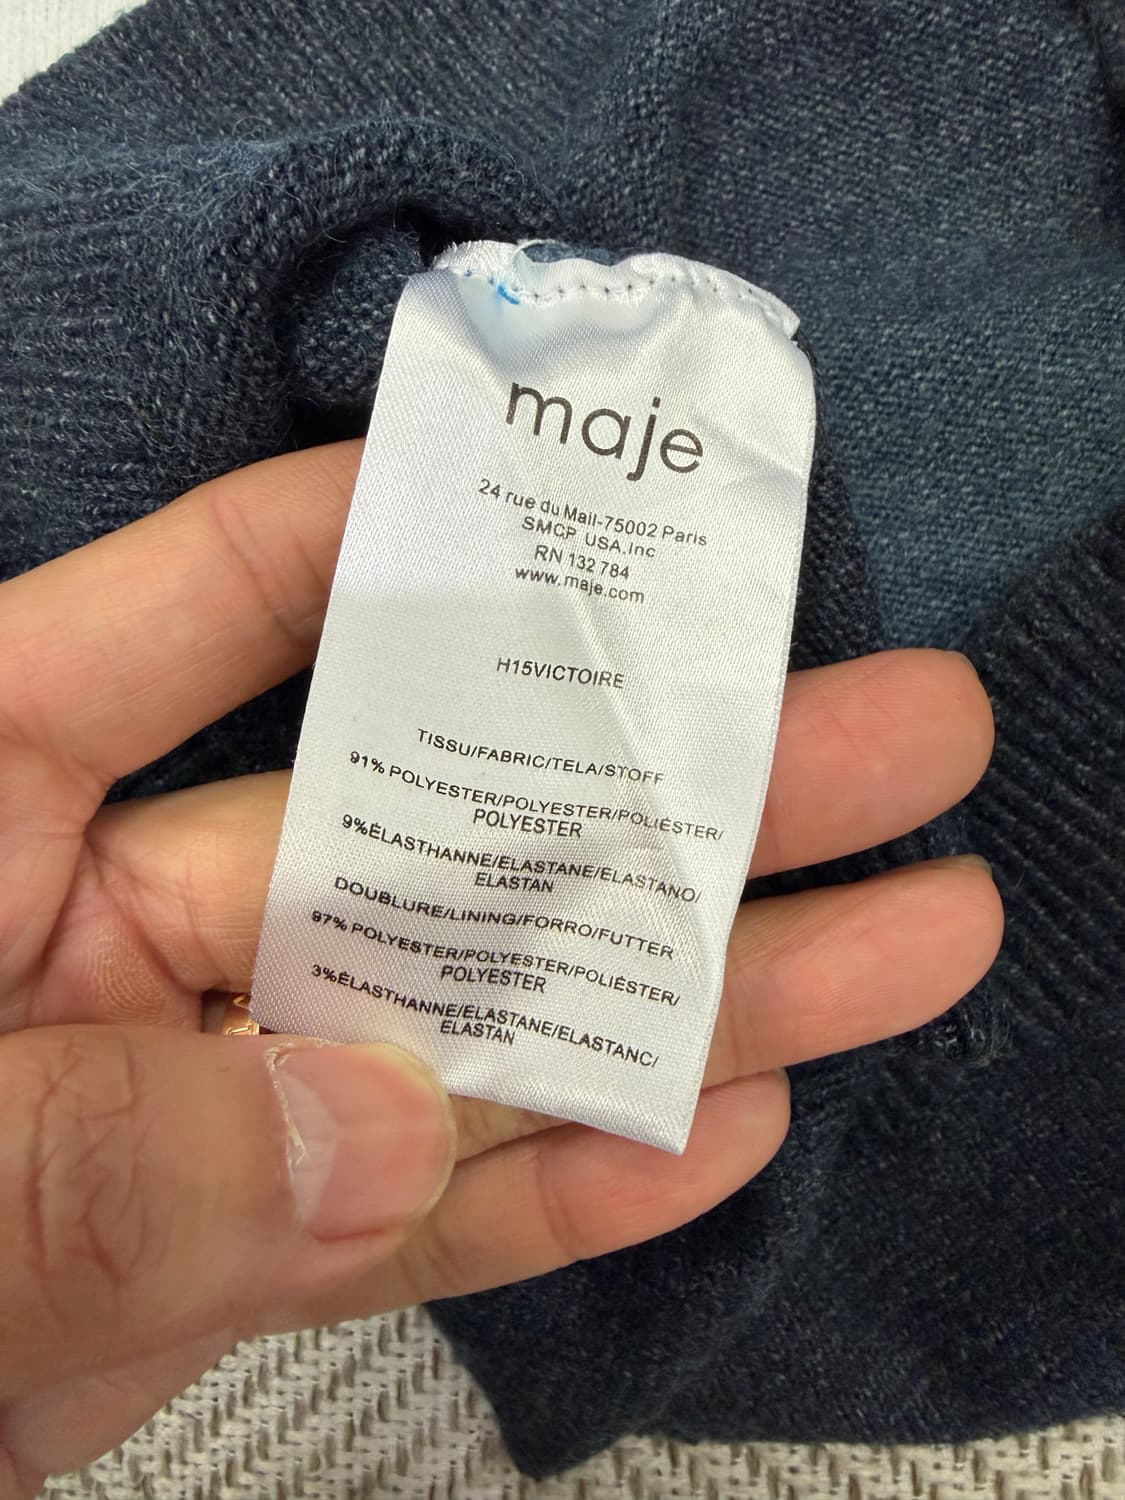 maje
24 rue du Mail-75002 Paris
SMCP USA.Inc
RN 132 784
www.maje.com
H15VICTOIRE
TISSU/FABRIC/TELA/STOFF
91% POLYESTER/POLYESTER/POLIÉSTER/
POLYESTER
9%ÉLASTHANNE/ELASTANE/ELASTANO/
ELASTAN
DOUBLURE/LINING/FORRO/FUTTER
97% POLYESTER/POLYESTER/POLIÉSTER/
POLYESTER
3%ÉLASTHANNE/ELASTANE/ELASTANC/
ELASTAN